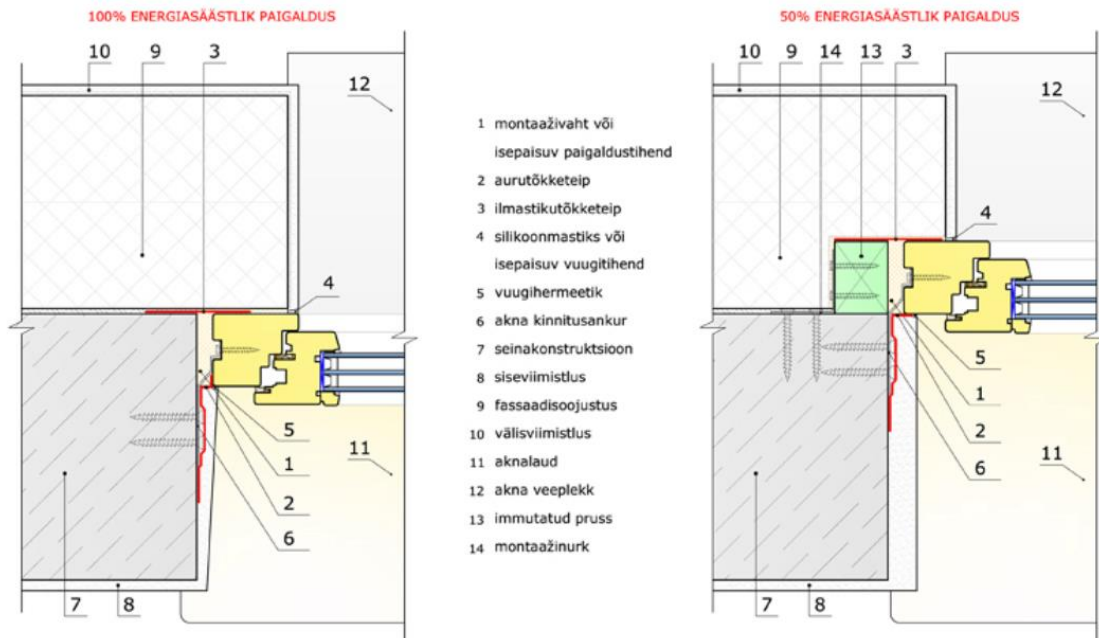 100% ENERGIASÄÄSTLIK PAIGALDUS
10 9 3
12
4
5
1
11
2
6
7 8
1 montaaživaht või
isepaisuv paigaldustihend
2 aurutõkketeip
3 ilmastikutõkketeip
4 silikoonmastiks või
isepaisuv vuugitihend
5 vuugihermeetik
6 akna kinnitusankur
7 seinakonstruktsioon
8 siseviimistlus
9 fassaadisoojustus
10 välisviimistlus
11 aknalaud
12 akna veeplekk
13 immutatud pruss
14 montaažinurk
50% ENERGIASÄÄSTLIK PAIGALDUS
10 9 14 13 3
12
4
5
1
2
11
6
7 8